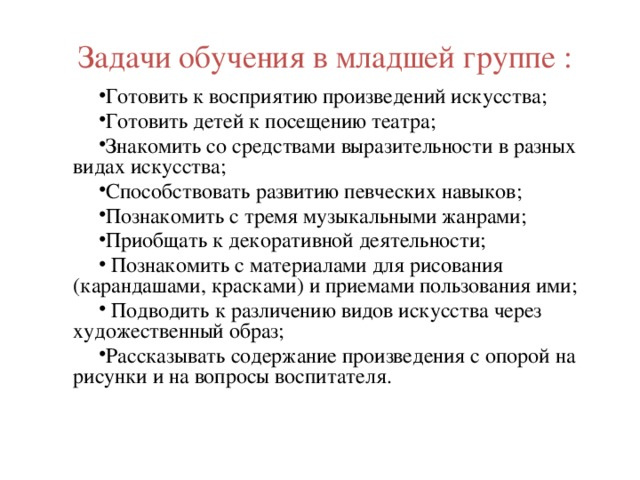 Задачи обучения в младшей группе :
•Готовить к восприятию произведений искусства;
•Готовить детей к посещению театра;
•Знакомить со средствами выразительности в разных
видах искусства;
•Способствовать развитию певческих навыков;
•Познакомить с тремя музыкальными жанрами;
•Приобщать к декоративной деятельности;
• Познакомить с материалами для рисования
(карандашами, красками) и приемами пользования ими;
• Подводить к различению видов искусства через
художественный образ;
•Рассказывать содержание произведения с опорой на
рисунки и на вопросы воспитателя.